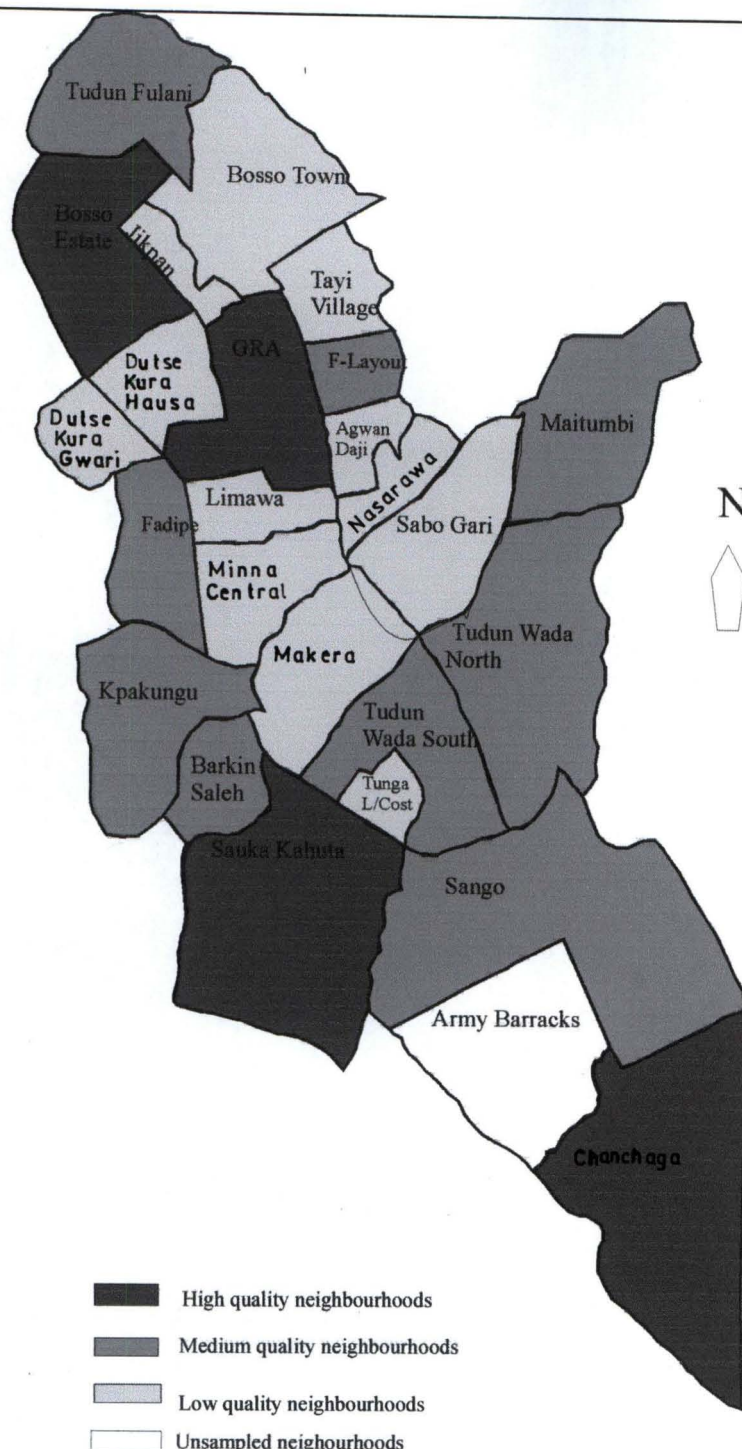 Tudun Fulani
Bosso Town
Bosso
Estate
Jikpan
Tayi
Village
GRA
F-Layout
Dutse
Kura
Hausa
Maitumbi
Dutse
Kura
Gwari
Agwan
Daji
Nasarawa
Limawa
Sabo Gari
N
Fadipe
Minna
Central
Makera
Tudun Wada
North
Kpakungu
Tudun
Wada South
Barkin
Saleh
Tunga
L/Cost
Sauka Kahuta
Sango
Army Barracks
Chanchaga
High quality neighbourhoods
Medium quality neighbourhoods
Low quality neighbourhoods
Unsampled neighourhoods